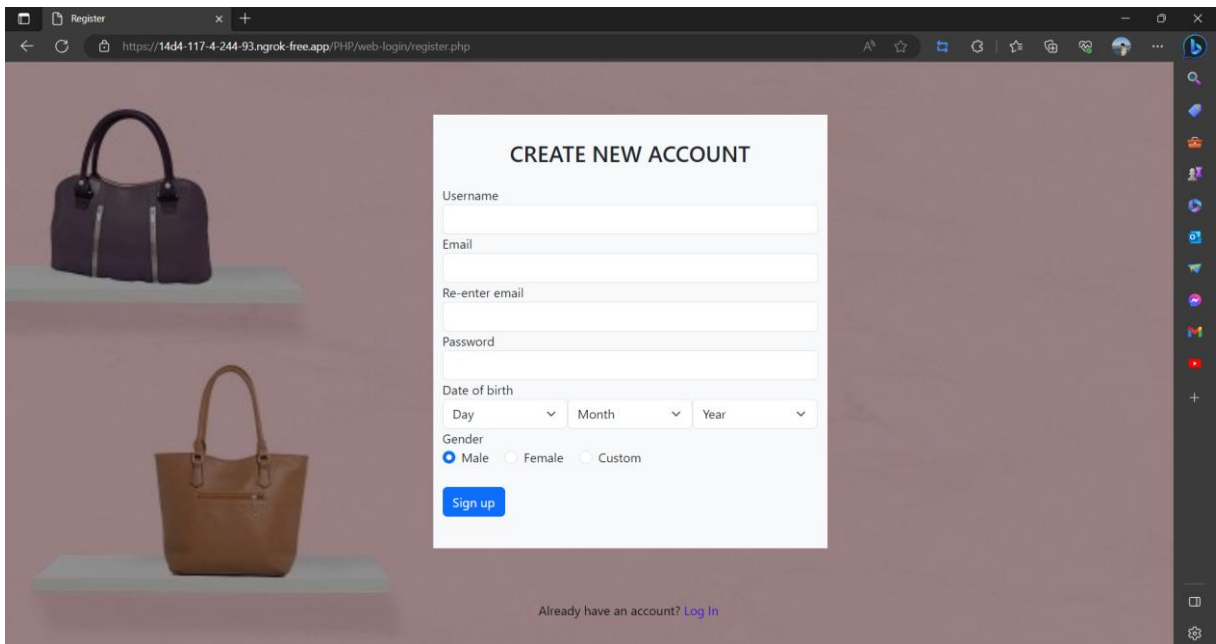 Register
https://14d4-117-4-244-93.ngrok-free.app/PHP/web-login/register.php
CREATE NEW ACCOUNT
Username
Email
Re-enter email
Password
Date of birth
Day Month Year
Gender
Male Female Custom
Sign up
Already have an account? Log In